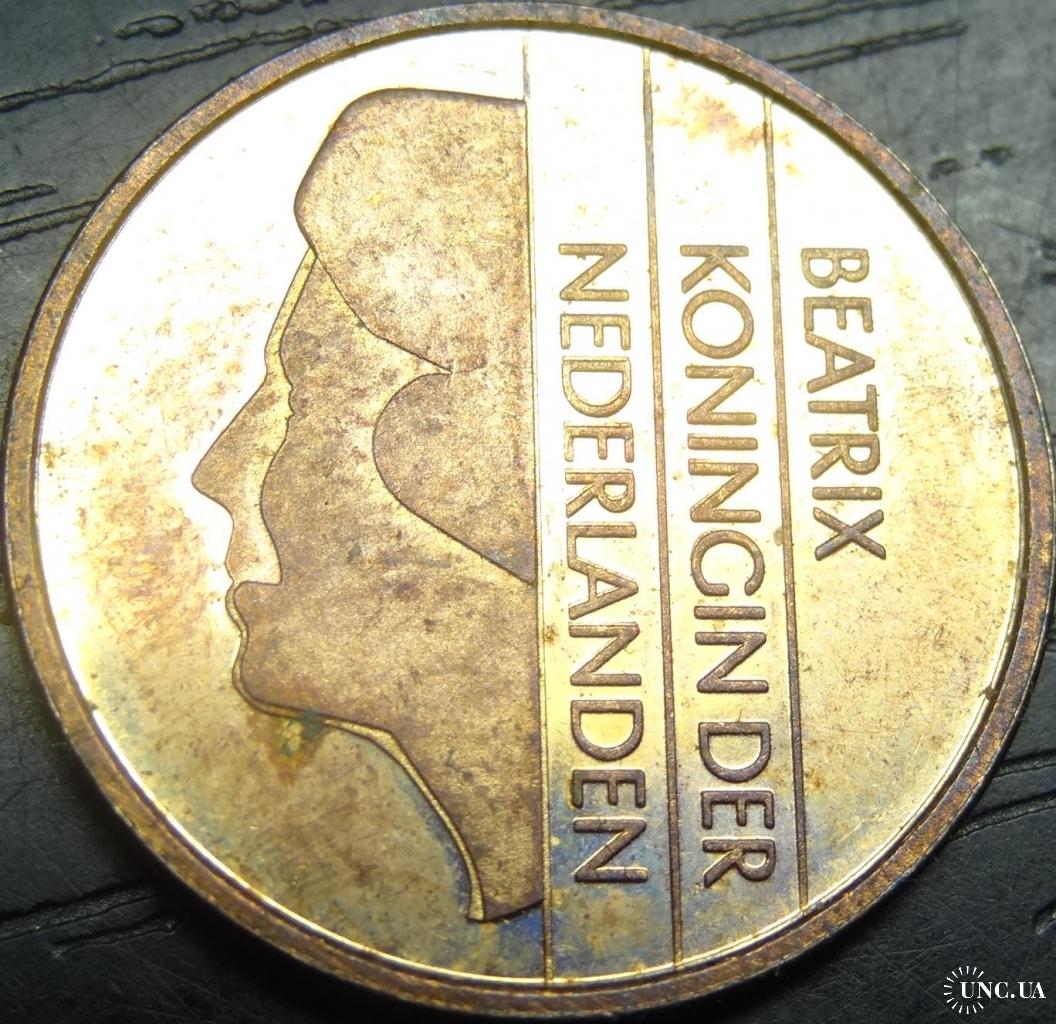 BEATRIX
KONINGIN DER
NEDERLANDEN
UNC.UA